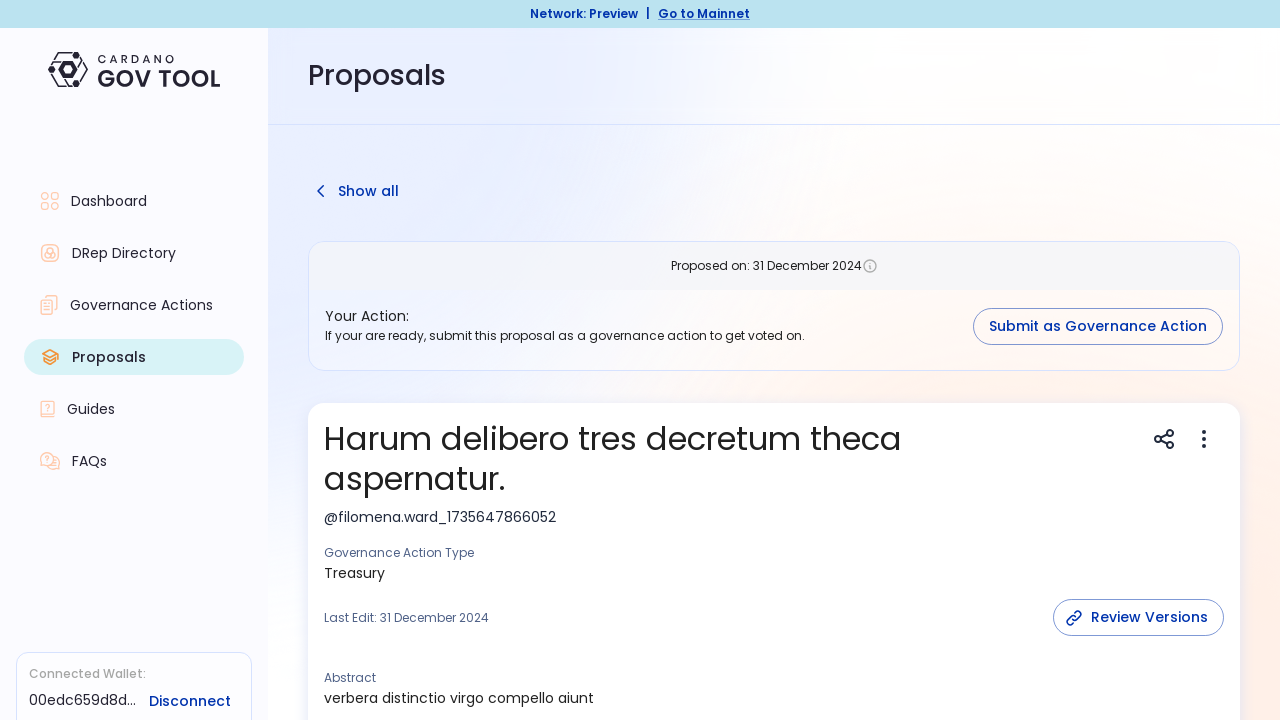 Network: Preview | Go to Mainnet
CARDANO
GOV TOOL
Proposals
Dashboard
DRep Directory
Governance Actions
Proposals
Guides
FAQs
Connected Wallet:
00edc659d8d...
Disconnect
Show all
Proposed on: 31 December 2024
Your Action:
If your are ready, submit this proposal as a governance action to get voted on.
Submit as Governance Action
Harum delibero tres decretum theca
aspernatur.
@filomena.ward_1735647866052
Governance Action Type
Treasury
Last Edit: 31 December 2024
Review Versions
Abstract
verbera distinctio virgo compello aiunt